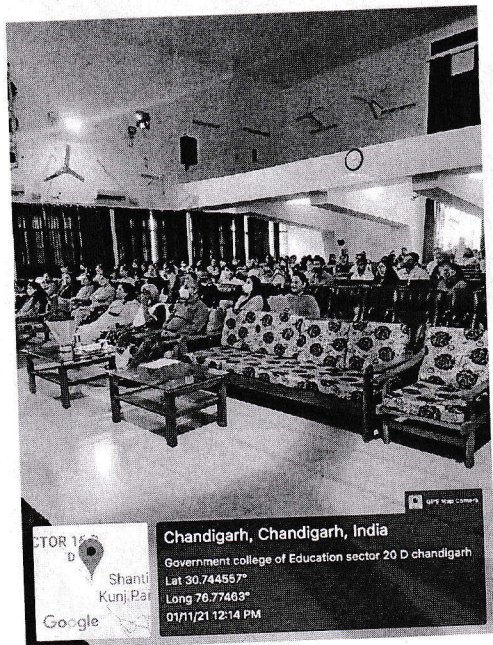 GPS Map Camera
CTOR 16
D
Shanti
Kunj Par
Google
Chandigarh, Chandigarh, India
Government college of Education sector 20 D chandigarh
Lat 30.744557°
Long 76.77463°
01/11/21 12:14 PM